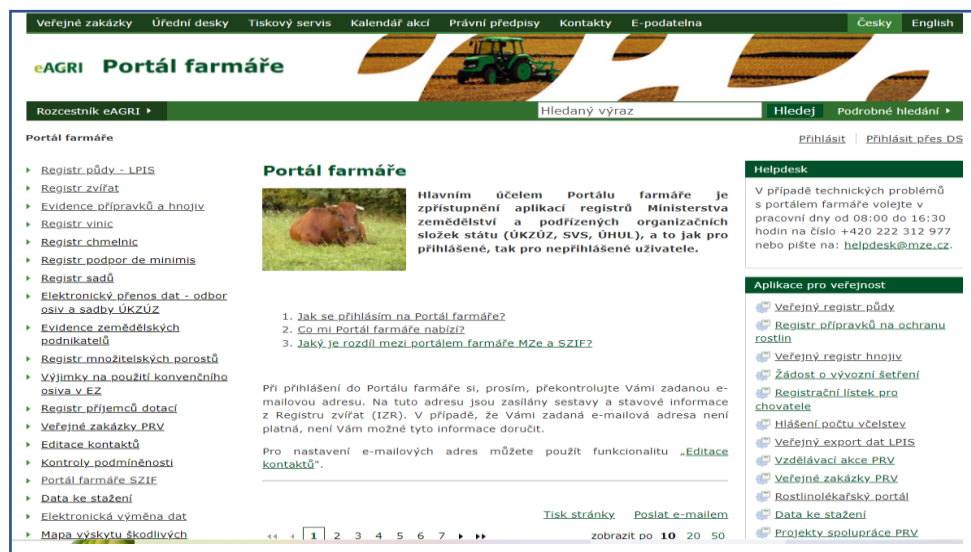 Veřejné zakázky Úřední desky Tiskový servis Kalendář akcí Právní předpisy Kontakty E-podatelna Česky English
eAGRI Portál farmáře
Rozcestník eAGRI Hledaný výraz Hledej Podrobné hledání
Portál farmáře
Přihlásit Přihlásit přes DS
Registr půdy - LPIS
Registr zvířat
Evidence přípravků a hnojiv
Registr vinic
Registr chmelnic
Registr podpor de minimis
Registr sadů
Elektronický přenos dat - odbor
osiv a sadby ÚKZÚZ
Evidence zemědělských
podnikatelů
Registr množitelských porostů
Výjimky na použití konvenčního
osiva v EZ
Registr příjemců dotací
Veřejné zakázky PRV
Editace kontaktů
Kontroly podmíněnosti
Portál farmáře SZIF
Data ke stažení
Elektronická výměna dat
Mapa výskytu škodlivých
Portál farmáře
Hlavním účelem Portálu farmáře je
zpřístupnění aplikací registrů Ministerstva
zemědělství a podřízených organizačních
složek státu (ÚKZÚZ, SVS, ÚHUL), a to jak pro
přihlášené, tak pro nepřihlášené uživatele.
1. Jak se přihlásím na Portál farmáře?
2. Co mi Portál farmáře nabízí?
3. Jaký je rozdíl mezi portálem farmáře MZe a SZIF?
Při přihlášení do Portálu farmáře si, prosím, překontrolujte Vámi zadanou e-
mailovou adresu. Na tuto adresu jsou zasílány sestavy a stavové informace
z Registru zvířat (IZR). V případě, že Vámi zadaná e-mailová adresa není
platná, není Vám možné tyto informace doručit.
Pro nastavení e-mailových adres můžete použít funkcionalitu „Editace
kontaktů“.
Tisk stránky Poslat e-mailem
1 2 3 4 5 6 7 zobrazit po 10 20 50
Helpdesk
V případě technických problémů
s portálem farmáře volejte v
pracovní dny od 08:00 do 16:30
hodin na číslo +420 222 312 977
nebo pište na: helpdesk@mze.cz.
Aplikace pro veřejnost
Veřejný registr půdy
Registr přípravků na ochranu
rostlin
Veřejný registr hnojiv
Žádost o vývozní šetření
Registrační lístek pro
chovatele
Hlášení počtu včelstev
Veřejný export dat LPIS
Vzdělávací akce PRV
Veřejné zakázky PRV
Rostlinolékařský portál
Data ke stažení
Projekty spolupráce PRV